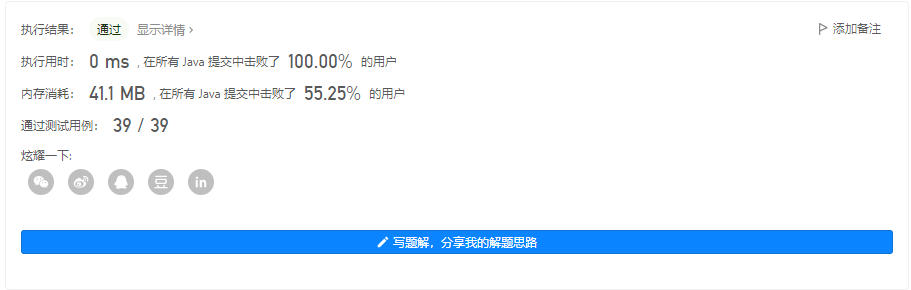 执行结果： 通过 显示详情 › 添加备注
执行用时： 0 ms , 在所有 Java 提交中击败了 100.00% 的用户
内存消耗： 41.1 MB , 在所有 Java 提交中击败了 55.25% 的用户
通过测试用例： 39 / 39
炫耀一下:
豆 in
写题解，分享我的解题思路